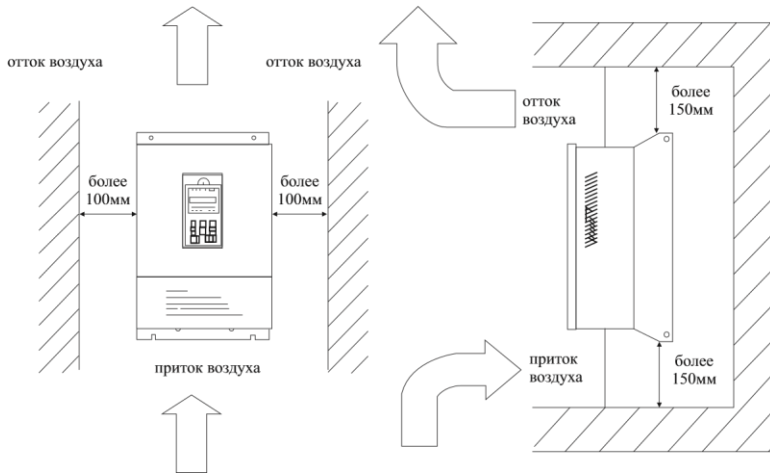 отток воздуха
отток воздуха
более
100мм
более
100мм
приток воздуха
отток
воздуха
более
150мм
приток
воздуха
более
150мм